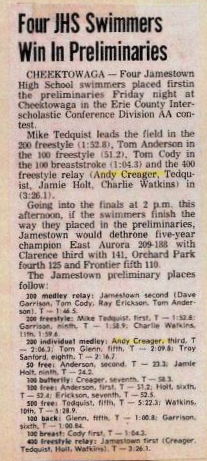 Four JHS Swimmers
Win In Preliminaries
CHEEKTOWAGA — Four Jamestown
High School swimmers placed firstin
the preliminaries Friday night at
Cheektowaga in the Erie County Inter-
scholastic Conference Division AA con-
test.
Mike Tedquist leads the field in the
200 freestyle (1:52.8), Tom Anderson in
the 100 freestyle (51.2), Tom Cody in
the 100 breaststroke (1:04.3) and the 400
freestyle relay (Andy Creager, Tedqu-
ist, Jamie Holt, Charlie Watkins) in
(3:26.1).
Going into the finals at 2 p.m. this
afternoon, if the swimmers finish the
way they placed in the preliminaries,
Jamestown would dethrone five-year
champion East Aurora 209-188 with
Clarence third with 141, Orchard Park
fourth 125 and Frontier fifth 110.
The Jamestown preliminary places
follow:
200 medley relay: Jamestown second (Dave
Garrison, Tom Cody, Ray Erickson, Tom Ander-
son). T — 1:46.5.
200 freestyle: Mike Tedquist, first, T — 1:52.8;
Garrison, ninth, T — 1:58.9; Charlie Watkins,
11th, 1:59.6.
200 individual medley: Andy Creager, third, T
— 2:06.3; Tom Glenn, fifth, T — 2:09.8; Troy
Sanford, eighth, T — 2:16.7.
50 free: Anderson, second, T — 23.3; Jamie
Holt, ninth, T — 24.2.
100 butterfly: Creager, seventh, T — 58.3.
100 free: Anderson, first, T — 51.2; Holt, sixth,
T — 52.4; Erickson, seventh, T — 52.5.
500 free: Tedquist, fifth, T — 5:22.3; Watkins,
10th, T — 5:28.9.
100 back: Glenn, fifth, T — 1:00.8; Garrison,
sixth, T — 1:00.84.
100 breast: Cody first, T — 1:04.3.
400 freestyle relay: Jamestown first (Creager,
Tedquist, Holt, Watkins). T — 3:26.1.